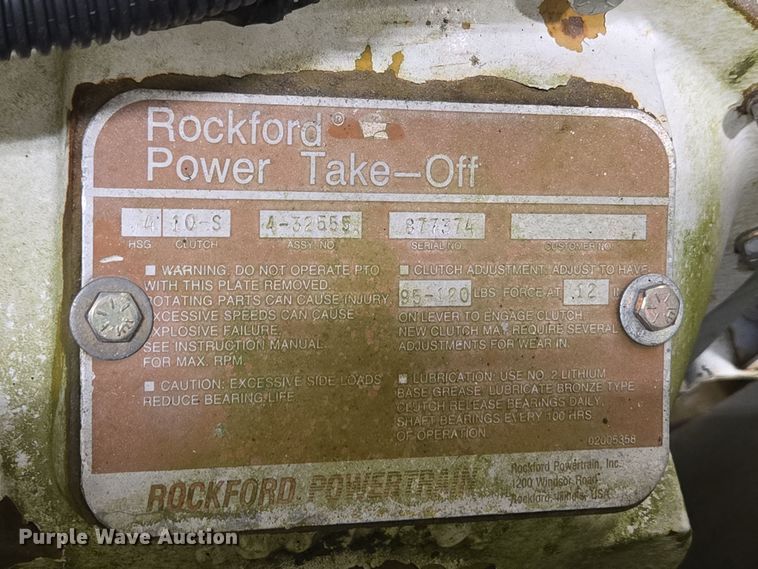 Rockford®
Power Take-Off
4 10-S 4-32555 877374
HSG CLUTCH ASSY. NO. SERIAL NO. CUSTOMER NO.
■ WARNING. DO NOT OPERATE PTO
WITH THIS PLATE REMOVED.
ROTATING PARTS CAN CAUSE INJURY.
EXCESSIVE SPEEDS CAN CAUSE
EXPLOSIVE FAILURE.
SEE INSTRUCTION MANUAL
FOR MAX. RPM.
■ CAUTION: EXCESSIVE SIDE LOADS
REDUCE BEARING LIFE.
■ CLUTCH ADJUSTMENT: ADJUST TO HAVE
95-120 LBS. FORCE AT 12
ON LEVER TO ENGAGE CLUTCH.
NEW CLUTCH MAY REQUIRE SEVERAL
ADJUSTMENTS FOR WEAR IN.
■ LUBRICATION: USE NO. 2 LITHIUM
BASE GREASE. LUBRICATE BRONZE TYPE
CLUTCH RELEASE BEARINGS DAILY.
SHAFT BEARINGS EVERY 100 HRS.
OF OPERATION.
02005358
ROCKFORD POWERTRAIN
Rockford Powertrain, Inc.
1200 Windsor Road
Rockford, Illinois, USA
Purple Wave Auction